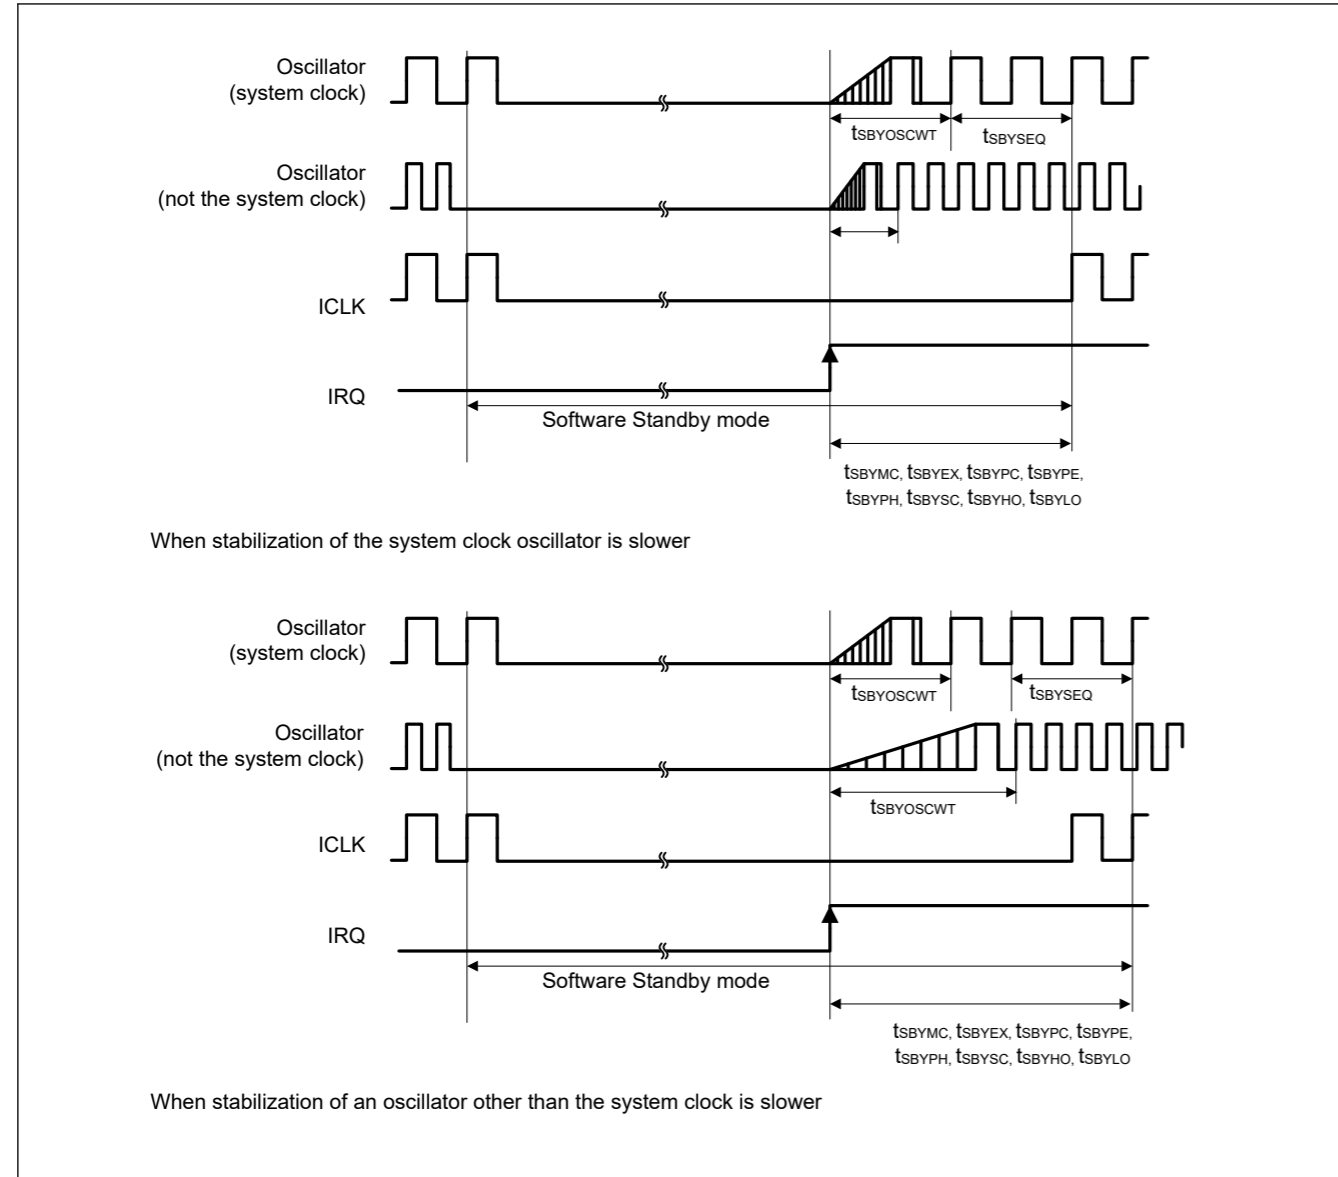 Oscillator
(system clock)
tSBYOSCWT
tSBYSEQ
Oscillator
(not the system clock)
ICLK
IRQ
Software Standby mode
tSBYMC, tSBYEX, tSBYPC, tSBYPE,
tSBYPH, tSBYSC, tSBYHO, tSBYLO
When stabilization of the system clock oscillator is slower
Oscillator
(system clock)
tSBYOSCWT
tSBYSEQ
Oscillator
(not the system clock)
tSBYOSCWT
ICLK
IRQ
Software Standby mode
tSBYMC, tSBYEX, tSBYPC, tSBYPE,
tSBYPH, tSBYSC, tSBYHO, tSBYLO
When stabilization of an oscillator other than the system clock is slower